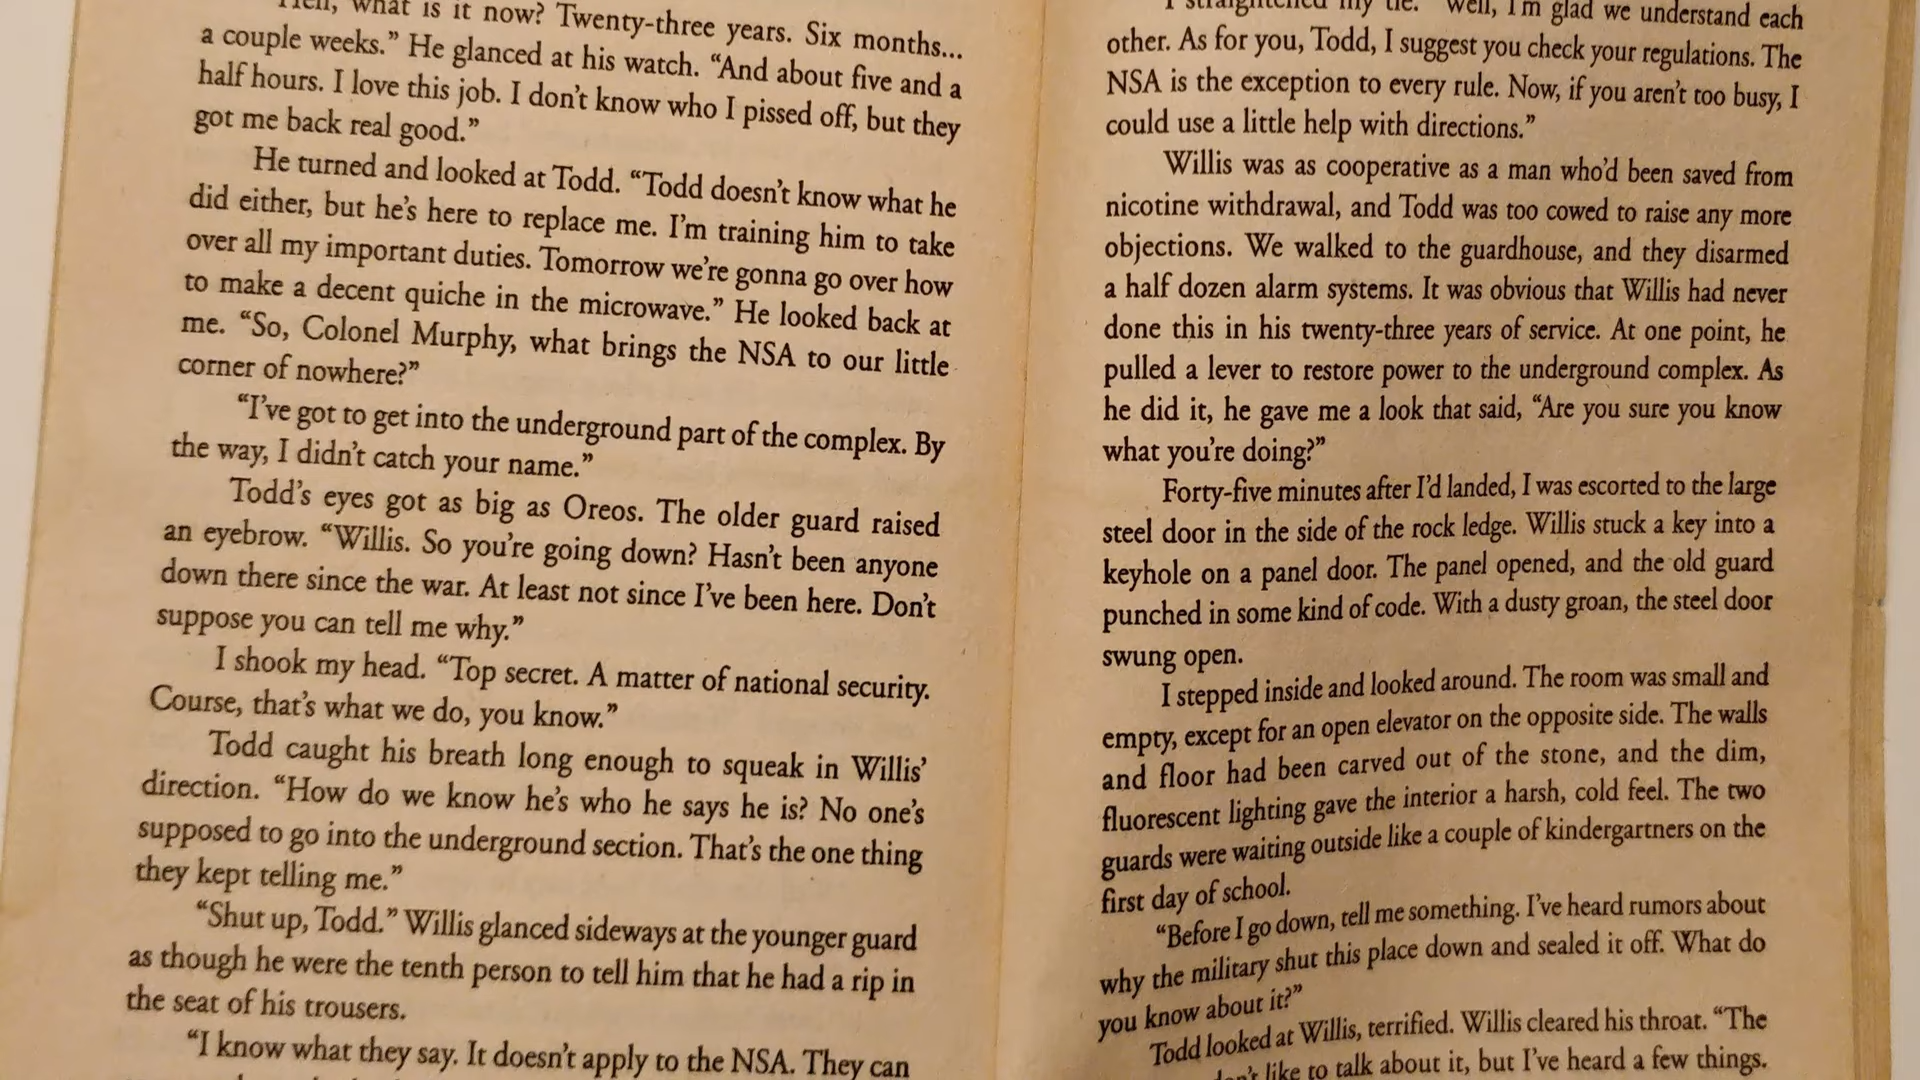 what is it now? Twenty-three years. Six months...
a couple weeks.” He glanced at his watch. “And about five and a
half hours. I love this job. I don’t know who I pissed off, but they
got me back real good.”
He turned and looked at Todd. “Todd doesn’t know what he
did either, but he’s here to replace me. I’m training him to take
over all my important duties. Tomorrow we’re gonna go over how
to make a decent quiche in the microwave.” He looked back at
me. “So, Colonel Murphy, what brings the NSA to our little
corner of nowhere?”
“I’ve got to get into the underground part of the complex. By
the way, I didn’t catch your name.”
Todd’s eyes got as big as Oreos. The older guard raised
an eyebrow. “Willis. So you’re going down? Hasn’t been anyone
down there since the war. At least not since I’ve been here. Don’t
suppose you can tell me why.”
I shook my head. “Top secret. A matter of national security.
Course, that’s what we do, you know.”
Todd caught his breath long enough to squeak in Willis’
direction. “How do we know he’s who he says he is? No one’s
supposed to go into the underground section. That’s the one thing
they kept telling me.”
“Shut up, Todd.” Willis glanced sideways at the younger guard
as though he were the tenth person to tell him that he had a rip in
the seat of his trousers.
“I know what they say. It doesn’t apply to the NSA. They can
I straightened my tie. “Well, I’m glad we understand each
other. As for you, Todd, I suggest you check your regulations. The
NSA is the exception to every rule. Now, if you aren’t too busy, I
could use a little help with directions.”
Willis was as cooperative as a man who’d been saved from
nicotine withdrawal, and Todd was too cowed to raise any more
objections. We walked to the guardhouse, and they disarmed
a half dozen alarm systems. It was obvious that Willis had never
done this in his twenty-three years of service. At one point, he
pulled a lever to restore power to the underground complex. As
he did it, he gave me a look that said, “Are you sure you know
what you’re doing?”
Forty-five minutes after I’d landed, I was escorted to the large
steel door in the side of the rock ledge. Willis stuck a key into a
keyhole on a panel door. The panel opened, and the old guard
punched in some kind of code. With a dusty groan, the steel door
swung open.
I stepped inside and looked around. The room was small and
empty, except for an open elevator on the opposite side. The walls
and floor had been carved out of the stone, and the dim,
fluorescent lighting gave the interior a harsh, cold feel. The two
guards were waiting outside like a couple of kindergartners on the
first day of school.
“Before I go down, tell me something. I’ve heard rumors about
why the military shut this place down and sealed it off. What do
you know about it?”
Todd looked at Willis, terrified. Willis cleared his throat. “The
like to talk about it, but I’ve heard a few things.